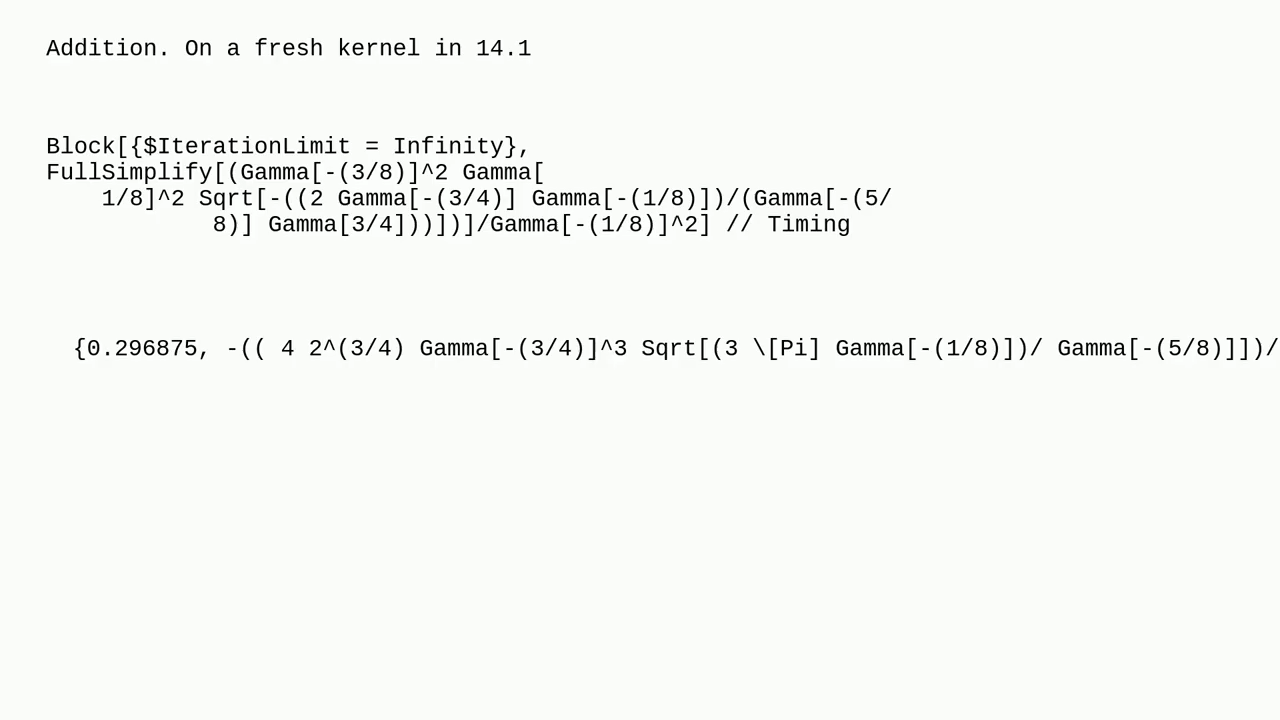 Addition. On a fresh kernel in 14.1
Block[{$IterationLimit = Infinity},
FullSimplify[(Gamma[-(3/8)]^2 Gamma[
1/8]^2 Sqrt[-((2 Gamma[-(3/4)] Gamma[-(1/8)])/(Gamma[-(5/
8)] Gamma[3/4]))])]/Gamma[-(1/8)]^2] // Timing
{0.296875, -(( 4 2^(3/4) Gamma[-(3/4)]^3 Sqrt[(3 \[Pi] Gamma[-(1/8)])/ Gamma[-(5/8)]])/